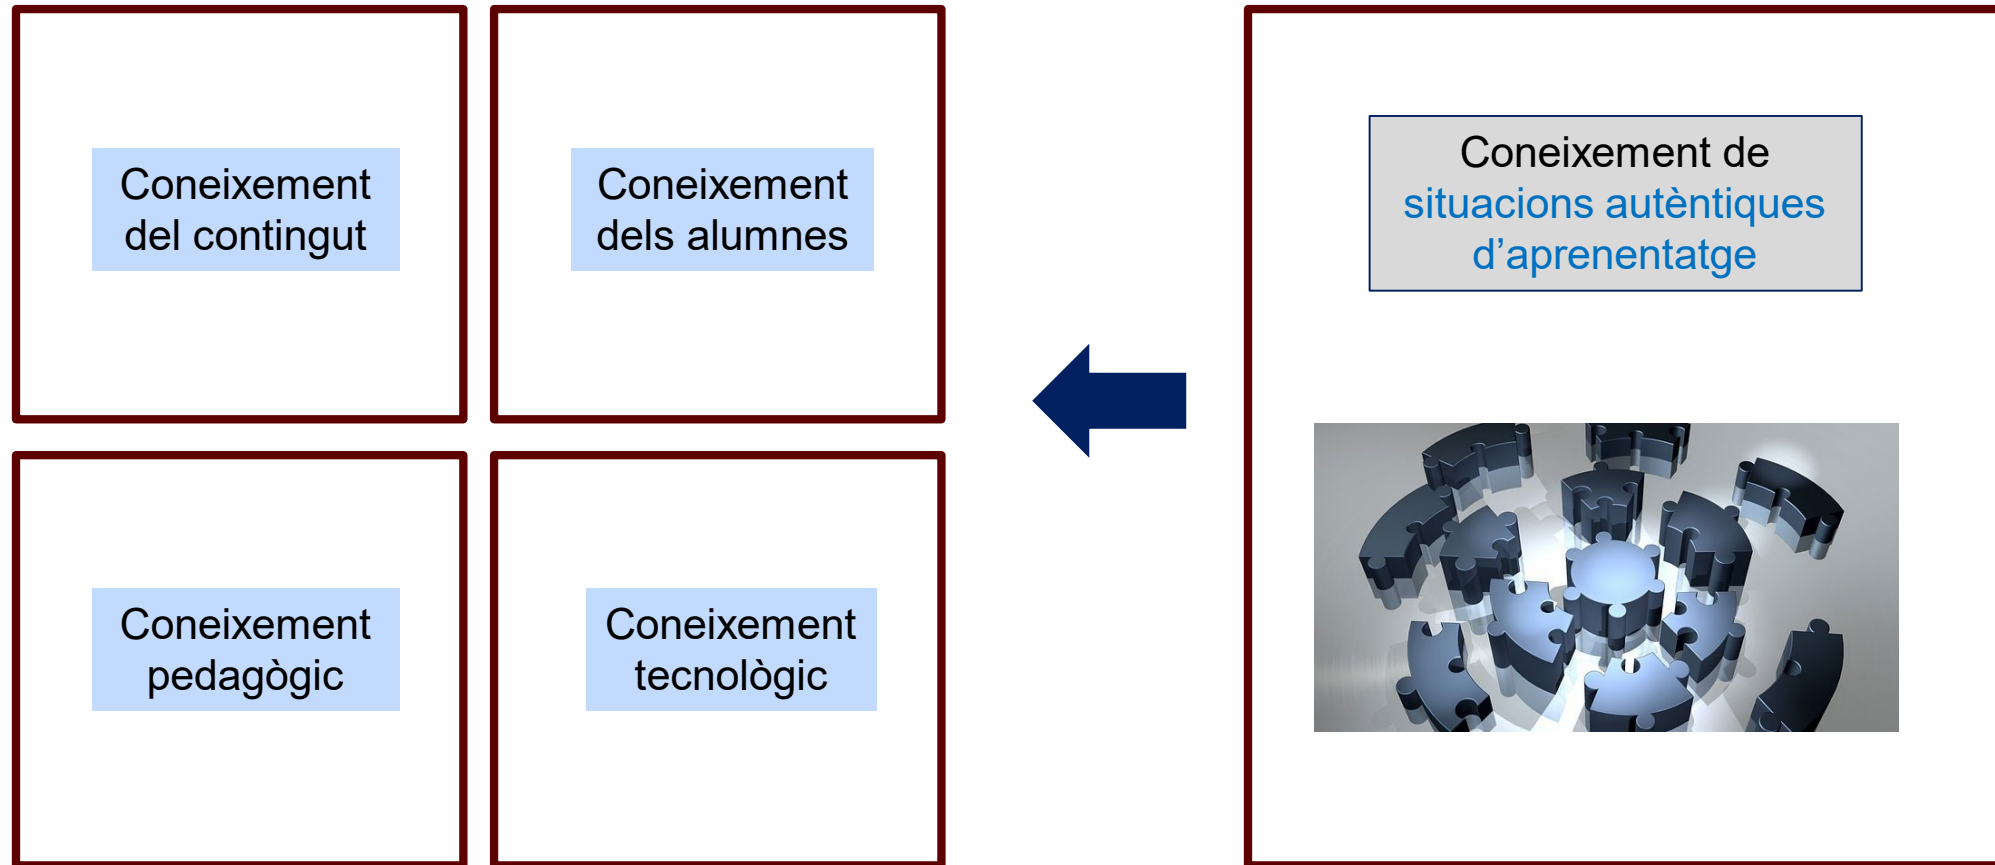 Coneixement
del contingut
Coneixement
dels alumnes
Coneixement
pedagògic
Coneixement
tecnològic
Coneixement de
situacions autèntiques
d’aprenentatge